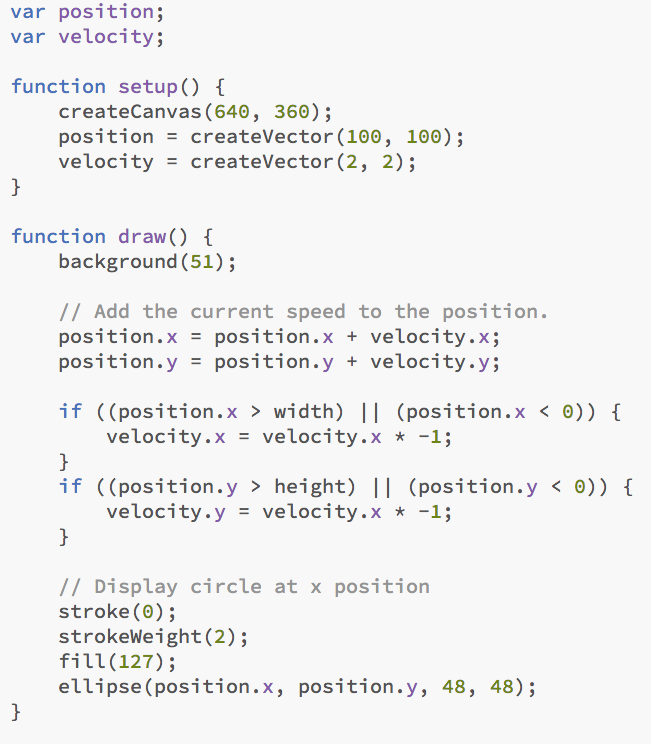 var position;
var velocity;

function setup() {
    createCanvas(640, 360);
    position = createVector(100, 100);
    velocity = createVector(2, 2);
}

function draw() {
    background(51);

    // Add the current speed to the position.
    position.x = position.x + velocity.x;
    position.y = position.y + velocity.y;

    if ((position.x > width) || (position.x < 0)) {
        velocity.x = velocity.x * -1;
    }
    if ((position.y > height) || (position.y < 0)) {
        velocity.y = velocity.x * -1;
    }

    // Display circle at x position
    stroke(0);
    strokeWeight(2);
    fill(127);
    ellipse(position.x, position.y, 48, 48);
}